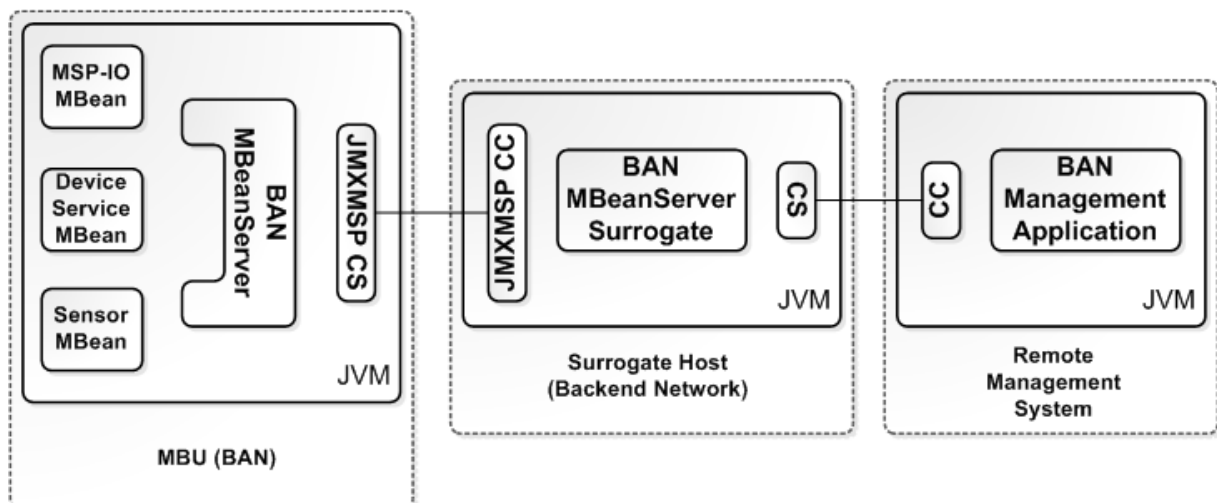 MSP-IO
MBean
Device
Service
MBean
Sensor
MBean
BAN
MBeanServer
JMXMSP CS
JVM
MBU (BAN)
JMXMSP CC
BAN
MBeanServer
Surrogate
CS
JVM
Surrogate Host
(Backend Network)
CC
BAN
Management
Application
JVM
Remote
Management
System